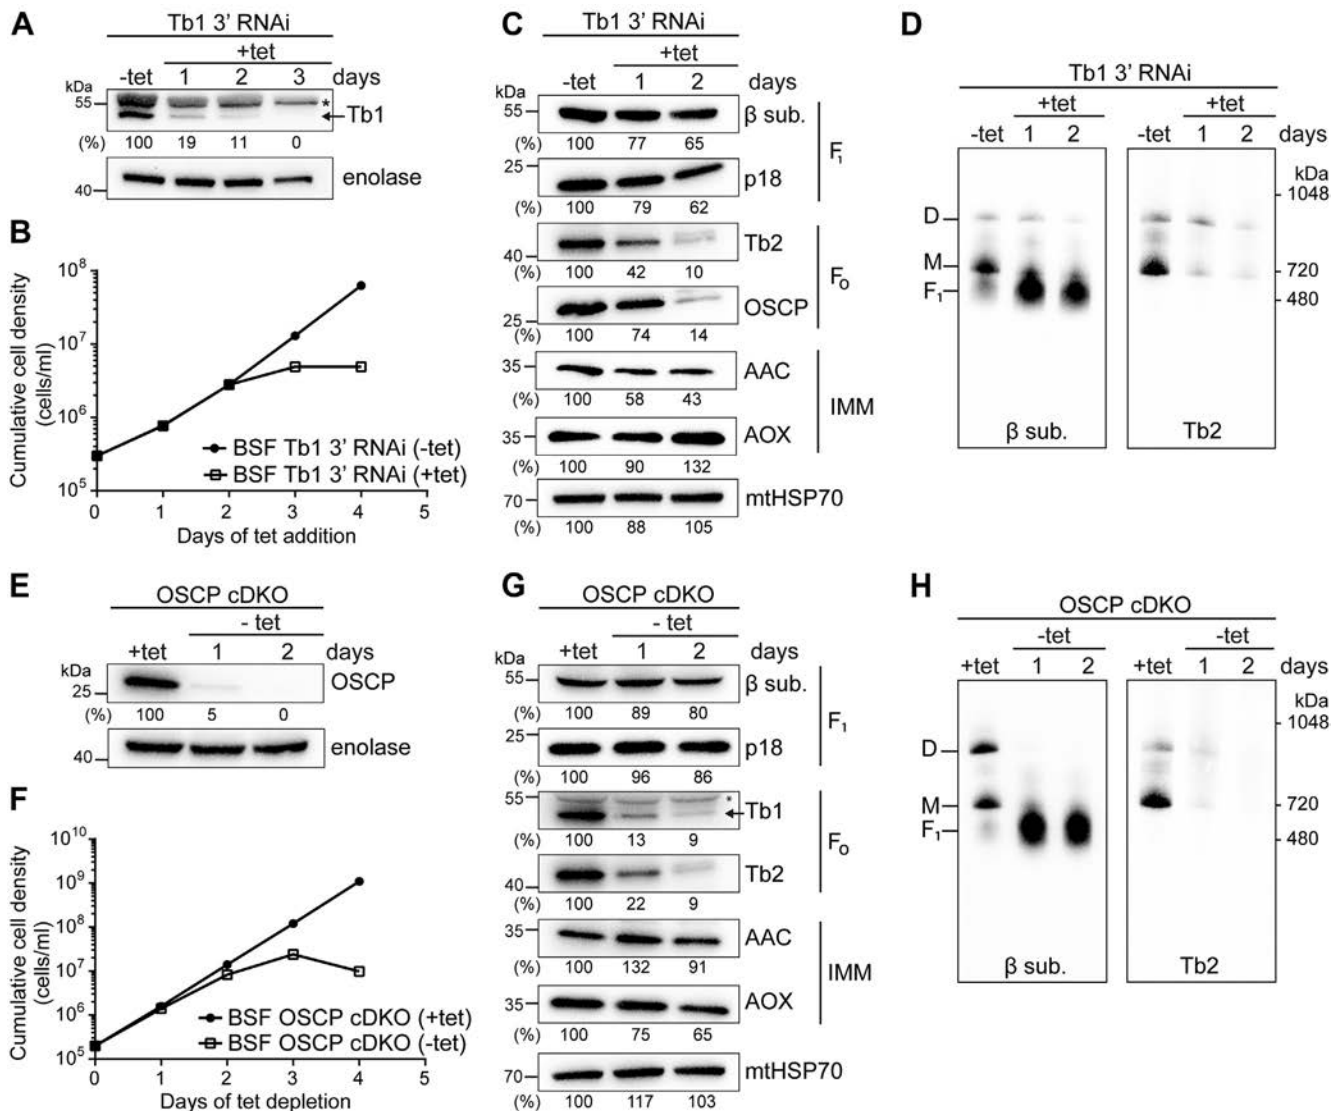 A
Tb1 3' RNAi
+tet
kDa -tet 1 2 3 days
55 * Tb1
(%) 100 19 11 0
40 enolase
B
Cumulative cell density
(cells/ml)
10^8
10^7
10^6
10^5
BSF Tb1 3' RNAi (-tet)
BSF Tb1 3' RNAi (+tet)
0 1 2 3 4 5
Days of tet addition
C
Tb1 3' RNAi
+tet
kDa -tet 1 2 days
55 β sub.
(%) 100 77 65
25 p18
(%) 100 79 62
F₁
40 Tb2
(%) 100 42 10
25 OSCP
(%) 100 74 14
Fₒ
35 AAC
(%) 100 58 43
35 AOX
(%) 100 90 132
IMM
70 mtHSP70
(%) 100 88 105
D
Tb1 3' RNAi
+tet +tet
-tet 1 2 -tet 1 2 days
kDa
1048
D
M 720
F₁ 480
β sub. Tb2
E
OSCP cDKO
- tet
kDa +tet 1 2 days
25 OSCP
(%) 100 5 0
40 enolase
F
Cumulative cell density
(cells/ml)
10^10
10^9
10^8
10^7
10^6
10^5
BSF OSCP cDKO (+tet)
BSF OSCP cDKO (-tet)
0 1 2 3 4 5
Days of tet depletion
G
OSCP cDKO
- tet
kDa +tet 1 2 days
55 β sub.
(%) 100 89 80
25 p18
(%) 100 96 86
F₁
55 * Tb1
(%) 100 13 9
40 Tb2
(%) 100 22 9
Fₒ
35 AAC
(%) 100 132 91
35 AOX
(%) 100 75 65
IMM
70 mtHSP70
(%) 100 117 103
H
OSCP cDKO
-tet -tet
+tet 1 2 +tet 1 2 days
kDa
1048
D
M 720
F₁ 480
β sub. Tb2